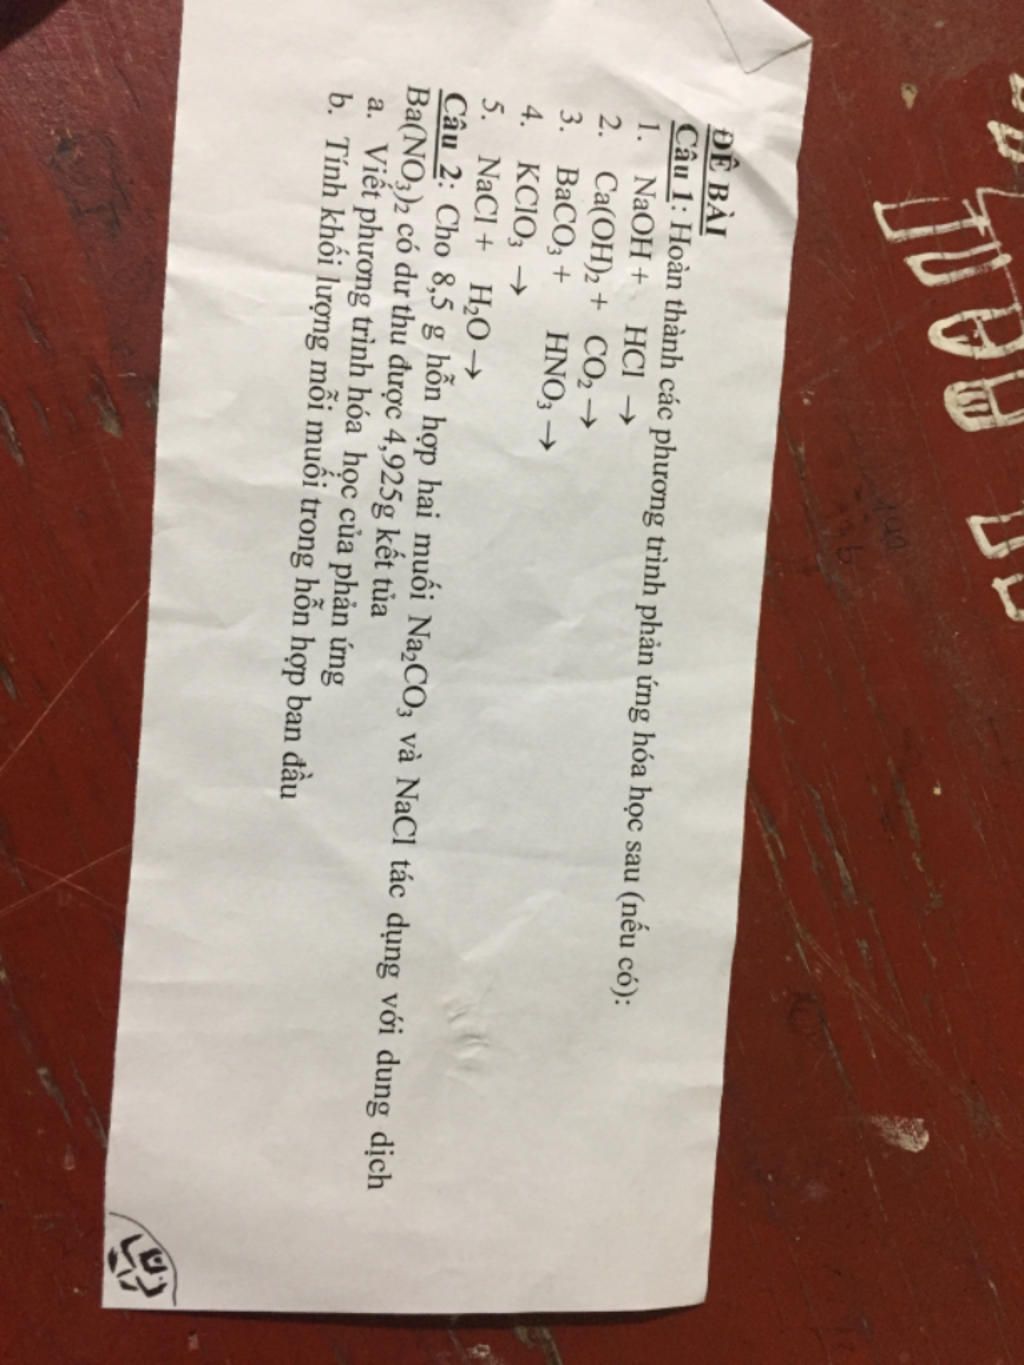 ĐỀ BÀI
Câu 1: Hoàn thành các phương trình phản ứng hóa học sau (nếu có):
1. NaOH + HCl →
2. Ca(OH)₂ + CO₂ →
3. BaCO₃ + HNO₃ →
4. KClO₃ →
5. NaCl + H₂O →
Câu 2: Cho 8,5 g hỗn hợp hai muối Na₂CO₃ và NaCl tác dụng với dung dịch
Ba(NO₃)₂ có dư thu được 4,925g kết tủa
a. Viết phương trình hóa học của phản ứng
b. Tính khối lượng mỗi muối trong hỗn hợp ban đầu